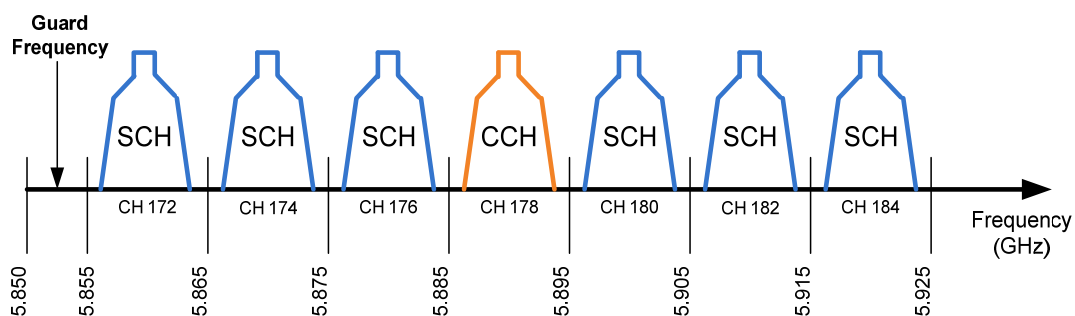 Guard
Frequency
SCH
SCH
SCH
CCH
SCH
SCH
SCH
CH 172
CH 174
CH 176
CH 178
CH 180
CH 182
CH 184
Frequency
(GHz)
5.850
5.855
5.865
5.875
5.885
5.895
5.905
5.915
5.925